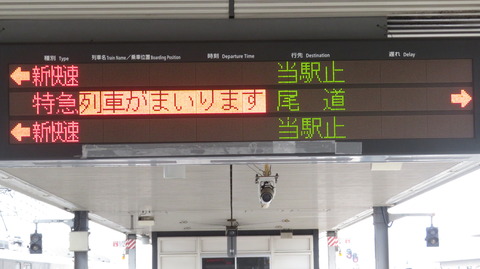 種別 Type 列車名/Train Name/乗車位置 Boarding Position 時刻 Departure Time 行先 Destination 遅れ Delay
← 新快速 当駅止
特急 列車がまいります 尾道 →
← 新快速 当駅止